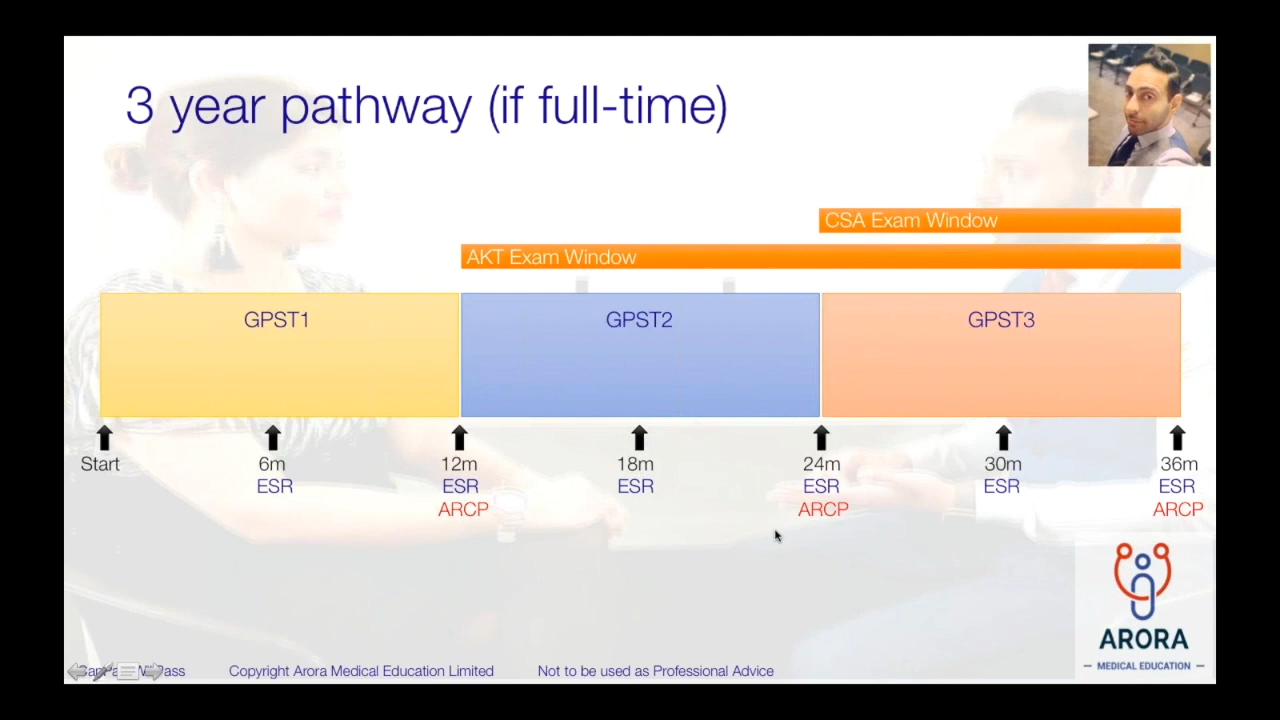 3 year pathway (if full-time)
CSA Exam Window
AKT Exam Window
GPST1 GPST2 GPST3
Start 6m 12m 18m 24m 30m 36m
ESR ESR ESR ESR ESR ESR
ARCP ARCP ARCP
ARORA
MEDICAL EDUCATION
Copyright Arora Medical Education Limited Not to be used as Professional Advice